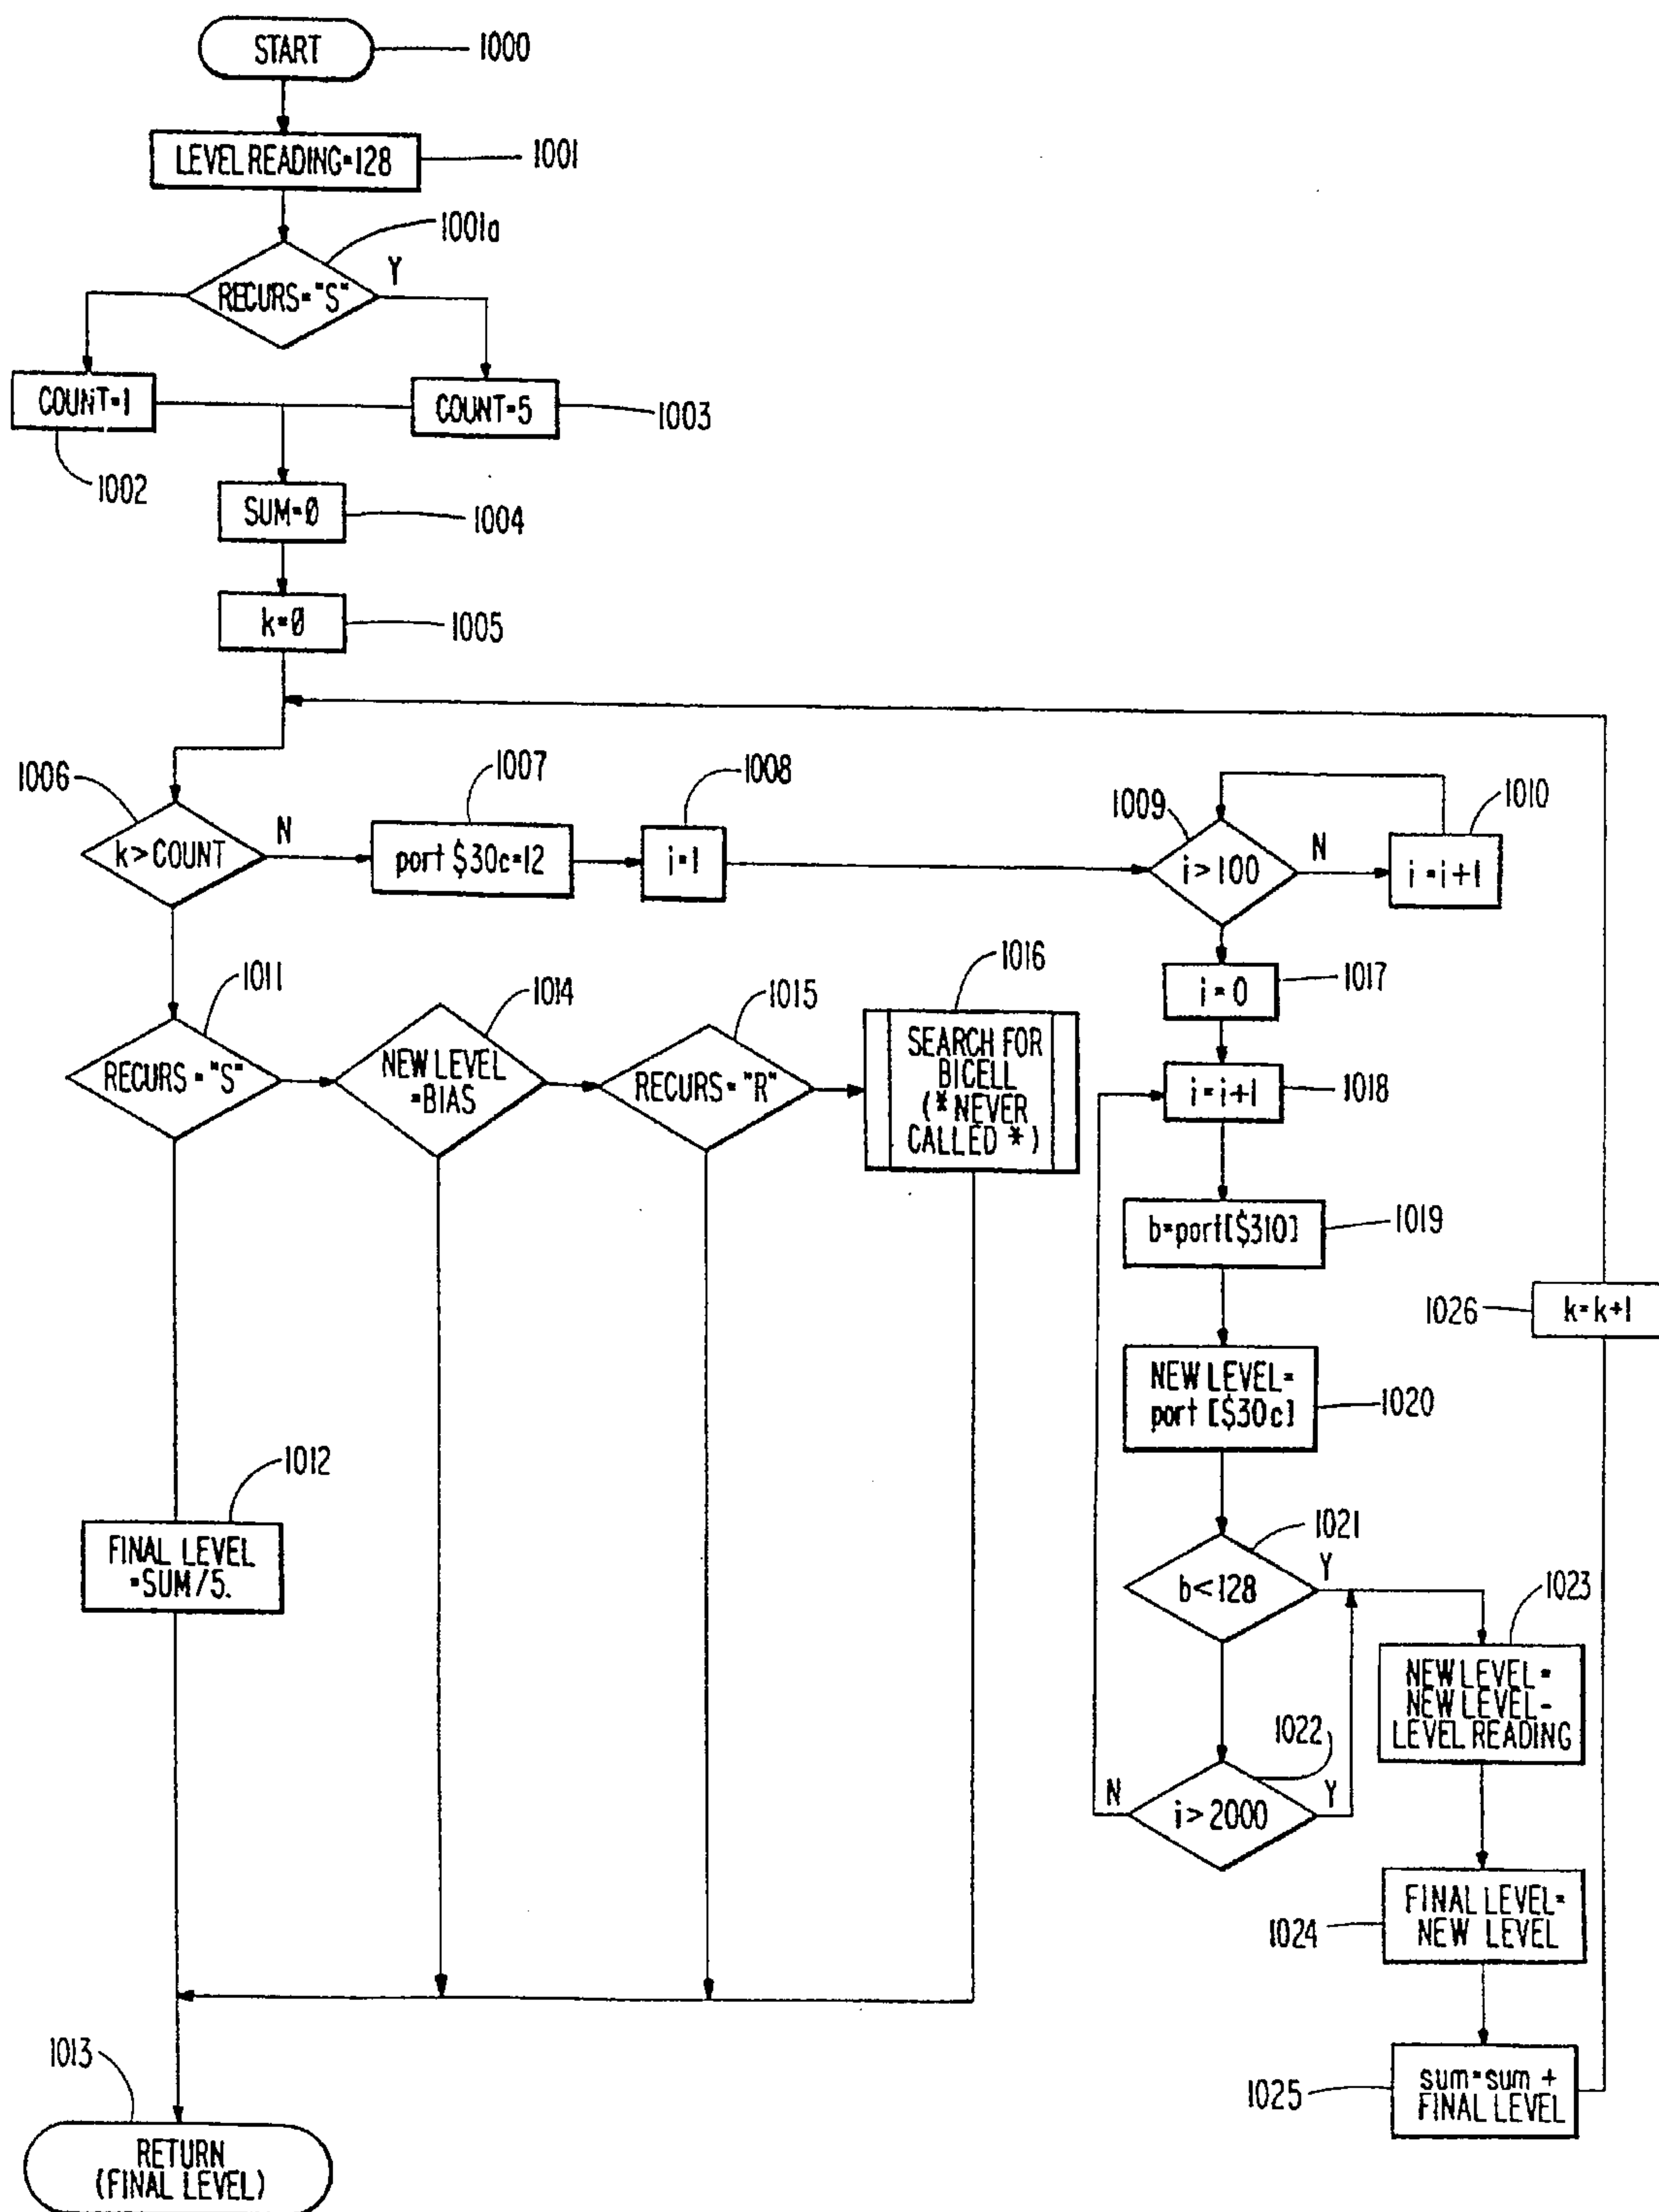 START
1000
LEVEL READING=128
1001
1001a
RECURS="S"
Y
COUNT=1
1002
COUNT=5
1003
SUM=0
1004
k=0
1005
1006
k>COUNT
N
1007
port $30c=12
1008
i=1
1009
i>100
N
1010
i=i+1
1011
RECURS="S"
1014
NEW LEVEL
=BIAS
1015
RECURS="R"
1016
SEARCH FOR
BICELL
(*NEVER
CALLED *)
i=0
1017
i=i+1
1018
b=port[$310]
1019
1026
k=k+1
NEW LEVEL=
port [$30c]
1020
1012
FINAL LEVEL
=SUM/5.
1021
b<128
Y
1023
NEW LEVEL=
NEW LEVEL-
LEVEL READING
1022
N
i>2000
Y
1024
FINAL LEVEL=
NEW LEVEL
1025
sum=sum +
FINAL LEVEL
1013
RETURN
(FINAL LEVEL)